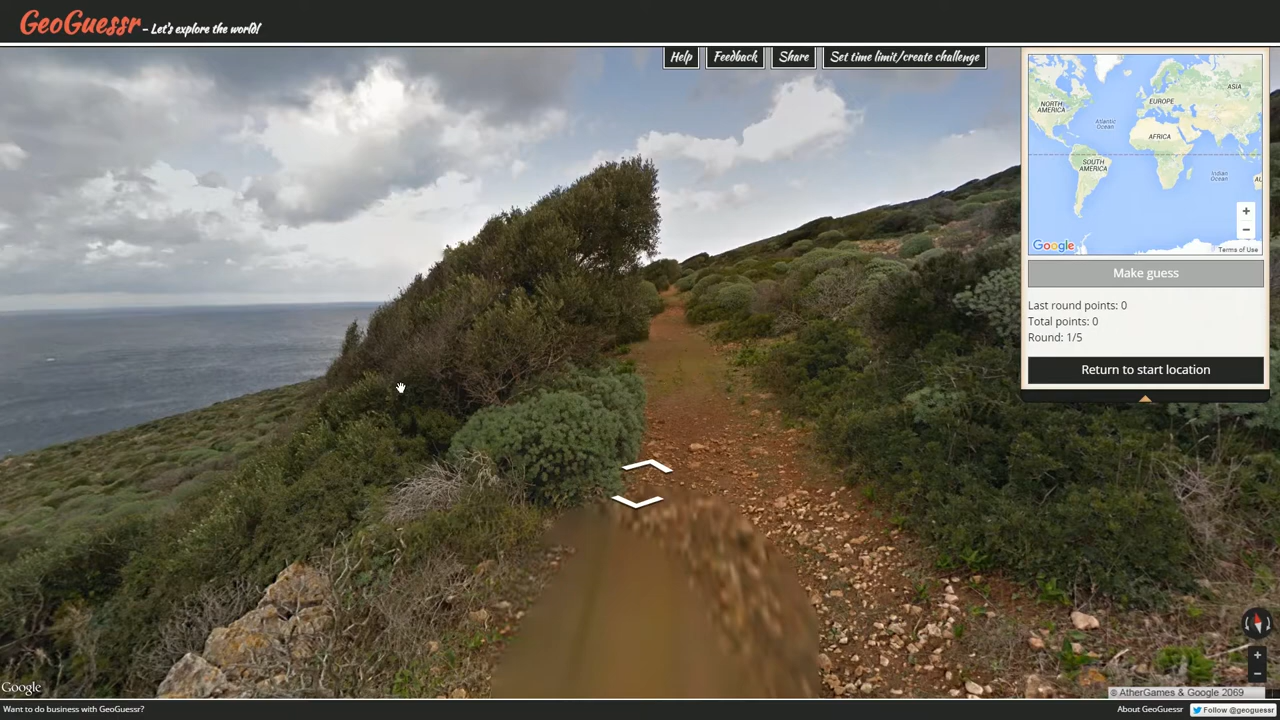 GeoGuessr - Let's explore the world!
Help
Feedback
Share
Set time limit/create challenge
NORTH AMERICA
EUROPE
ASIA
Atlantic Ocean
AFRICA
SOUTH AMERICA
Indian Ocean
AU
+
-
Google
Terms of Use
Make guess
Last round points: 0
Total points: 0
Round: 1/5
Return to start location
+
-
Google
© AtherGames & Google 2069
Want to do business with GeoGuessr?
About GeoGuessr
Follow @geoguessr